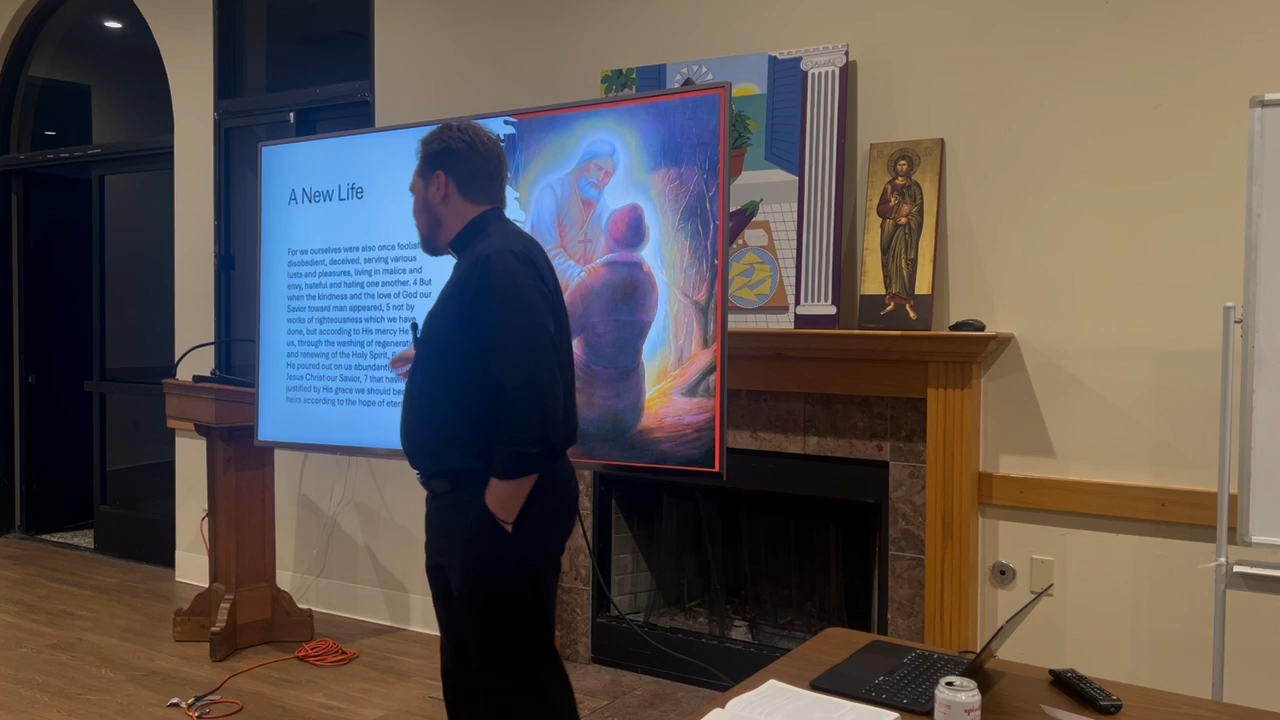 A New Life
For we ourselves were also once foolish
disobedient, deceived, serving various
lusts and pleasures, living in malice and
envy, hateful and hating one another. 4 But
when the kindness and the love of God our
Savior toward man appeared, 5 not by
works of righteousness which we have
done, but according to His mercy He
us, through the washing of
and renewing of the Holy Spirit,
He poured out on us
Jesus Christ our Savior, 7 that
justified by His grace we should
heirs according to the hope of